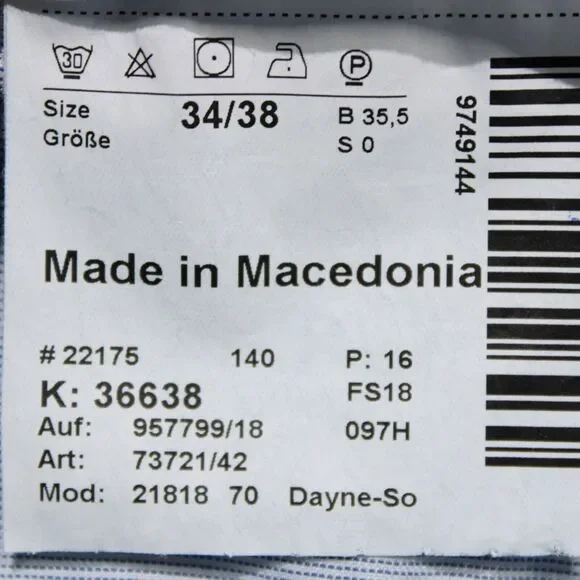 30 P
Size 34/38 B 35,5
Größe S 0
9749144
Made in Macedonia
# 22175 140 P: 16
K: 36638 FS18
Auf: 957799/18 097H
Art: 73721/42
Mod: 21818 70 Dayne-So